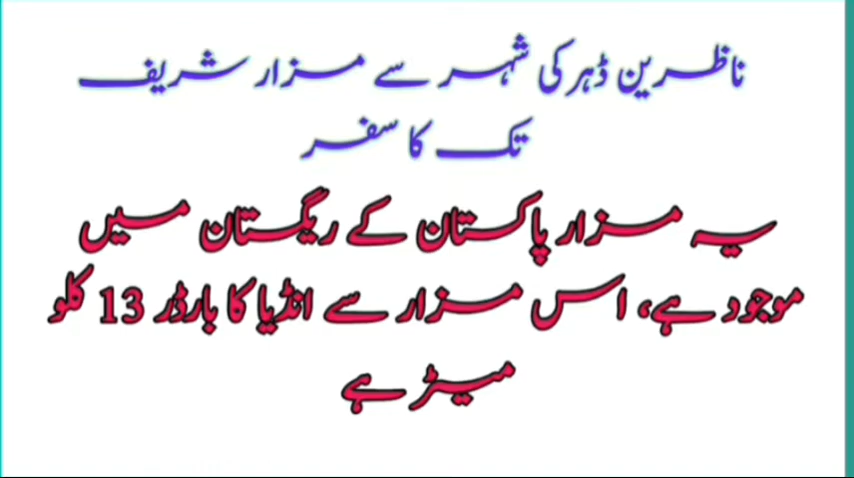 ناظرین ڈہرکی شہر سے مزار شریف
تک کا سفر
یہ مزار پاکستان کے ریگستان میں
موجود ہے، اس مزار سے انڈیا کا بارڈر 13 کلو
میٹر ہے